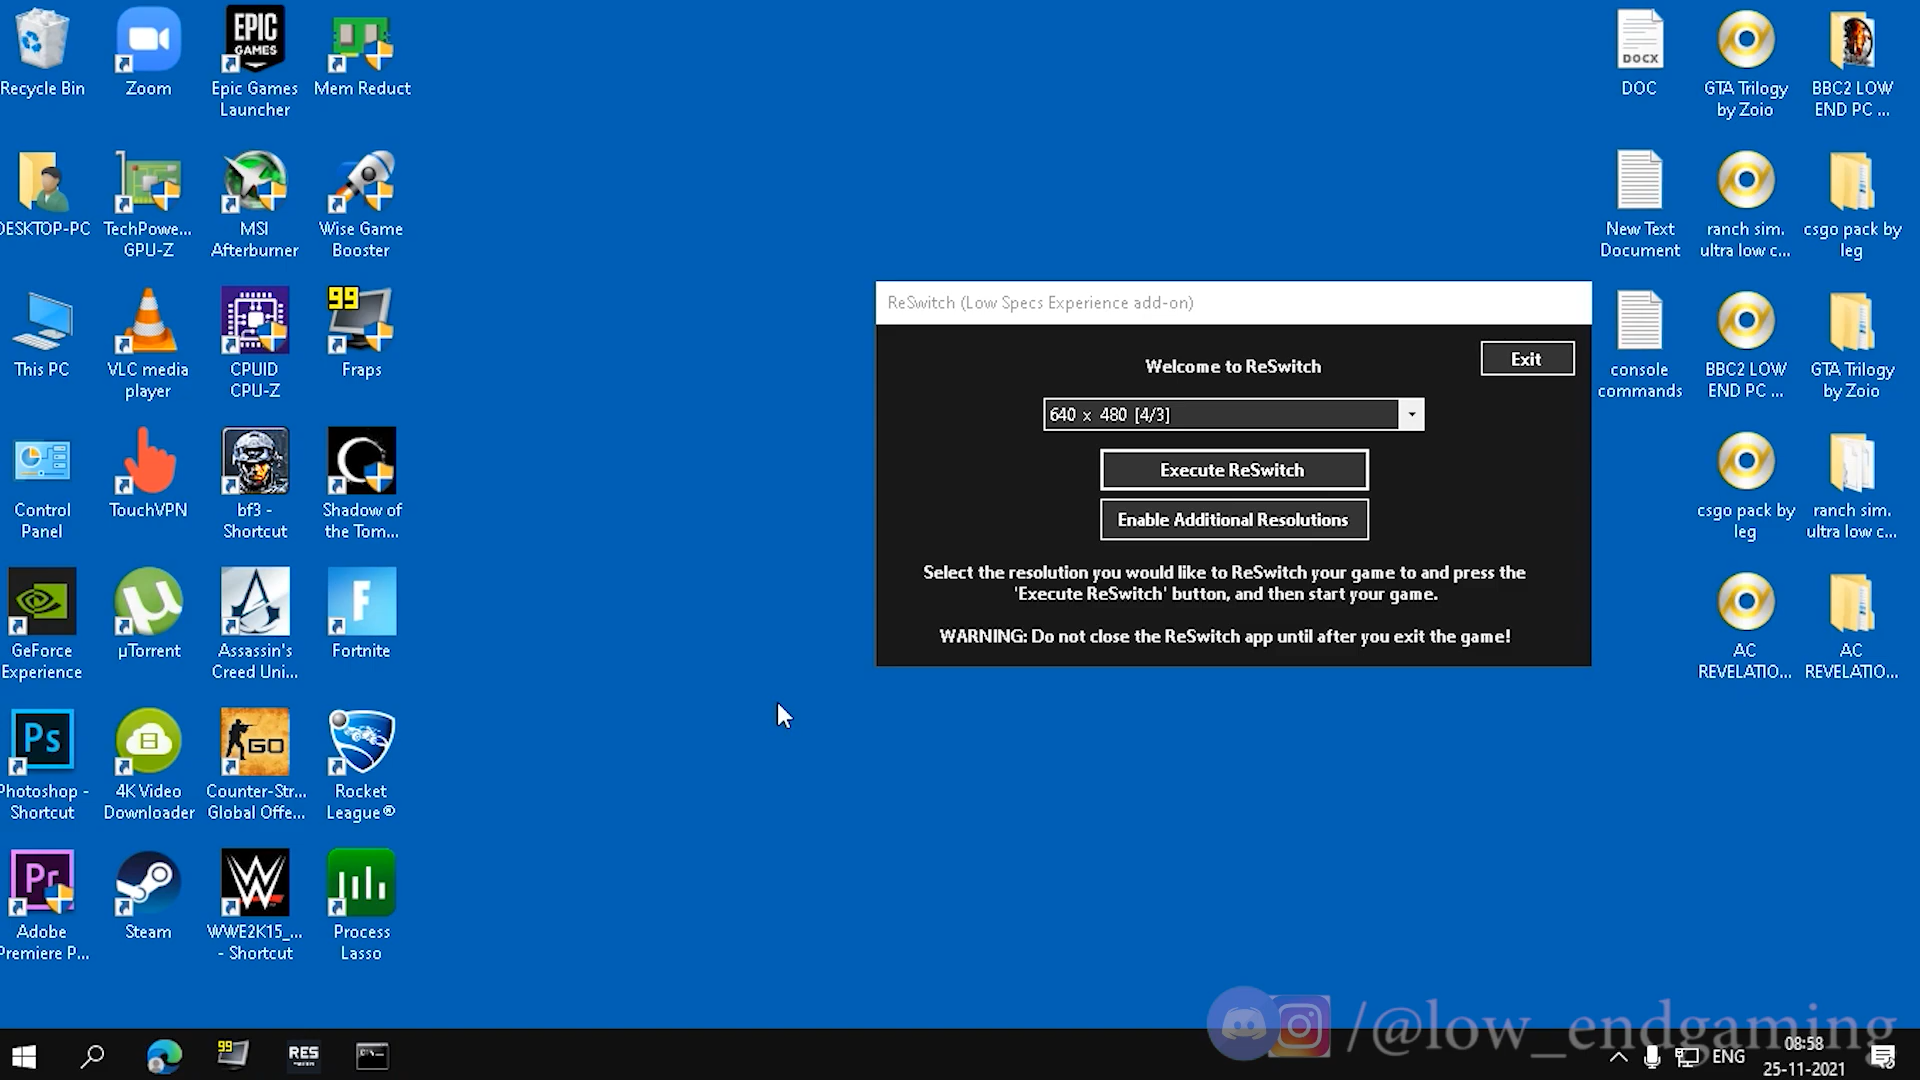 Recycle Bin
Zoom
EPIC
GAMES
Epic Games
Launcher
Mem Reduct
DESKTOP-PC
TechPowe...
GPU-Z
MSI
Afterburner
Wise Game
Booster
This PC
VLC media
player
CPUID
CPU-Z
99
Fraps
Control
Panel
TouchVPN
bf3 -
Shortcut
Shadow of
the Tom...
GeForce
Experience
µTorrent
Assassin's
Creed Uni...
F
Fortnite
Ps
Photoshop -
Shortcut
4K Video
Downloader
GO
Counter-Str...
Global Offe...
Rocket
League®
Pr
Adobe
Premiere P...
Steam
WWE2K15_...
- Shortcut
Process
Lasso
DOCX
DOC
GTA Trilogy
by Zoio
BBC2 LOW
END PC ...
New Text
Document
ranch sim.
ultra low c...
csgo pack by
leg
console
commands
BBC2 LOW
END PC ...
GTA Trilogy
by Zoio
csgo pack by
leg
ranch sim.
ultra low c...
AC
REVELATIO...
AC
REVELATIO...
ReSwitch (Low Specs Experience add-on)
Exit
Welcome to ReSwitch
640 x 480 [4/3]
Execute ReSwitch
Enable Additional Resolutions
Select the resolution you would like to ReSwitch your game to and press the
'Execute ReSwitch' button, and then start your game.
WARNING: Do not close the ReSwitch app until after you exit the game!
/@low_endgaming
99
RES
ENG
08:58
25-11-2021